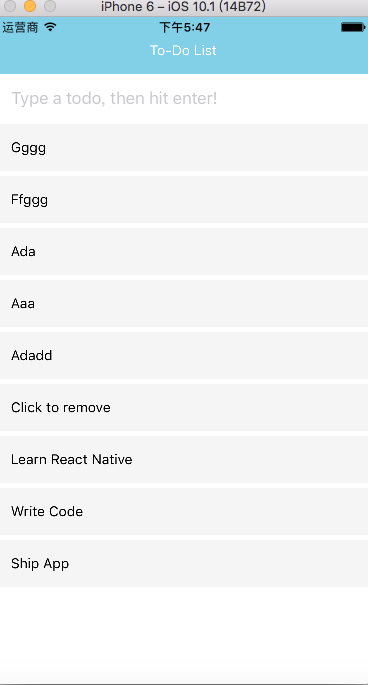 iPhone 6 – iOS 10.1 (14B72)
运营商 下午5:47
To-Do List
Type a todo, then hit enter!
Gggg
Ffggg
Ada
Aaa
Adadd
Click to remove
Learn React Native
Write Code
Ship App